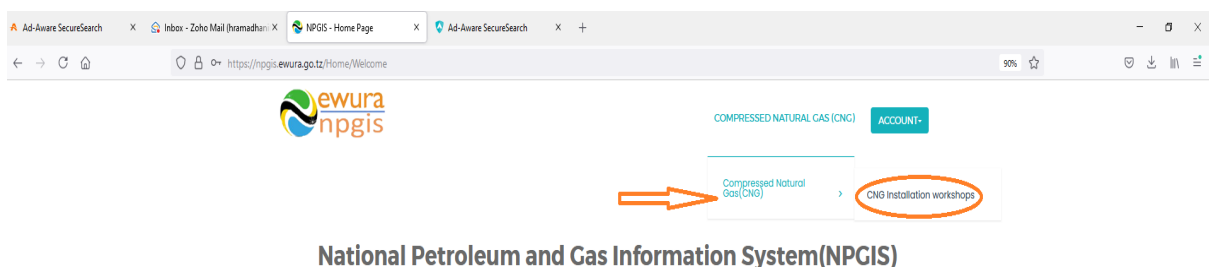 Ad-Aware SecureSearch
Inbox - Zoho Mail (hramadhani
NPGIS - Home Page
Ad-Aware SecureSearch
https://npgis.ewura.go.tz/Home/Welcome
90%
ewura
npgis
COMPRESSED NATURAL GAS (CNG)
ACCOUNT
Compressed Natural
Gas(CNG)
CNG Installation workshops
National Petroleum and Gas Information System(NPGIS)